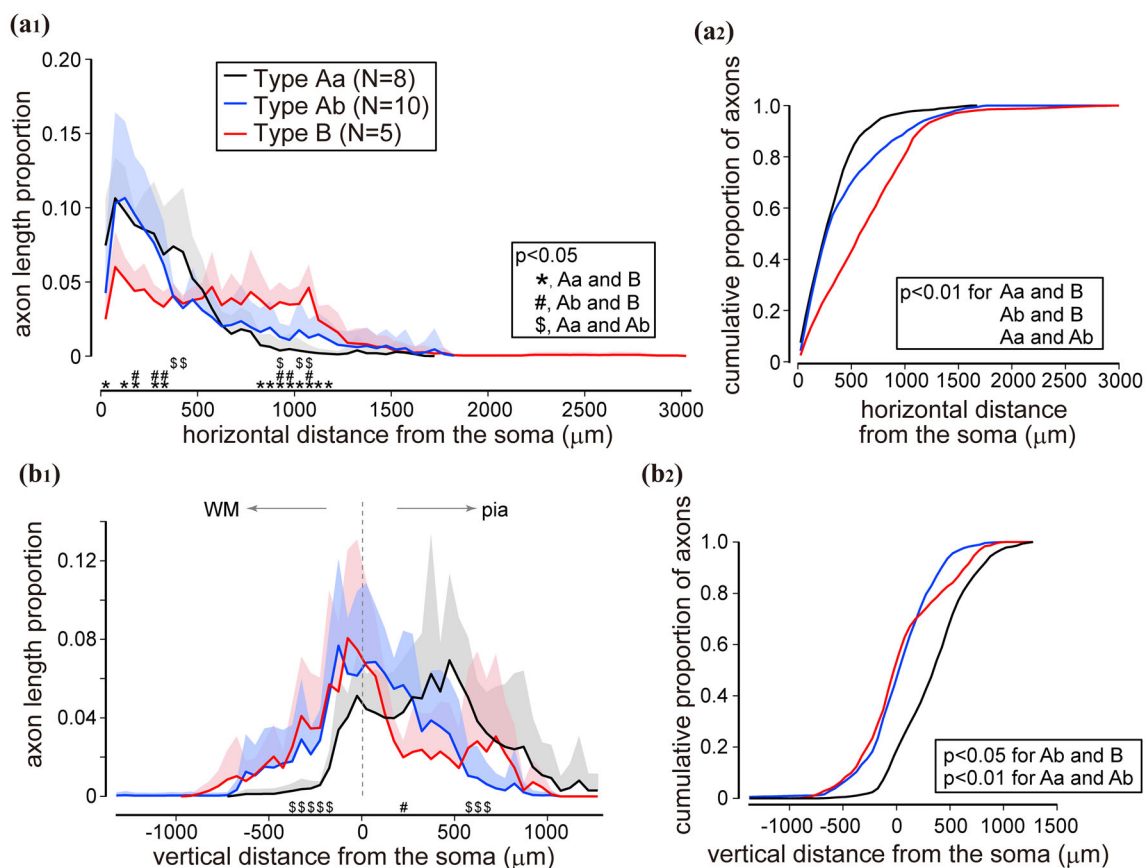 (a1)
0.20
0.15
0.10
0.05
0
axon length proportion
Type Aa (N=8)
Type Ab (N=10)
Type B (N=5)
p<0.05
*, Aa and B
#, Ab and B
$, Aa and Ab
$$ $ $$
# ## ## #
* ** ** ********
0 500 1000 1500 2000 2500 3000
horizontal distance from the soma (μm)
(a2)
1.0
0.8
0.6
0.4
0.2
0
cumulative proportion of axons
p<0.01 for Aa and B
Ab and B
Aa and Ab
0 500 1000 1500 2000 2500 3000
horizontal distance
from the soma (μm)
(b1)
WM
pia
0.12
0.08
0.04
0
axon length proportion
$$$$$ # $$$
-1000 -500 0 500 1000
vertical distance from the soma (μm)
(b2)
1.0
0.8
0.6
0.4
0.2
0
cumulative proportion of axons
p<0.05 for Ab and B
p<0.01 for Aa and Ab
-1000 -500 0 500 1000 1500
vertical distance from the soma (μm)